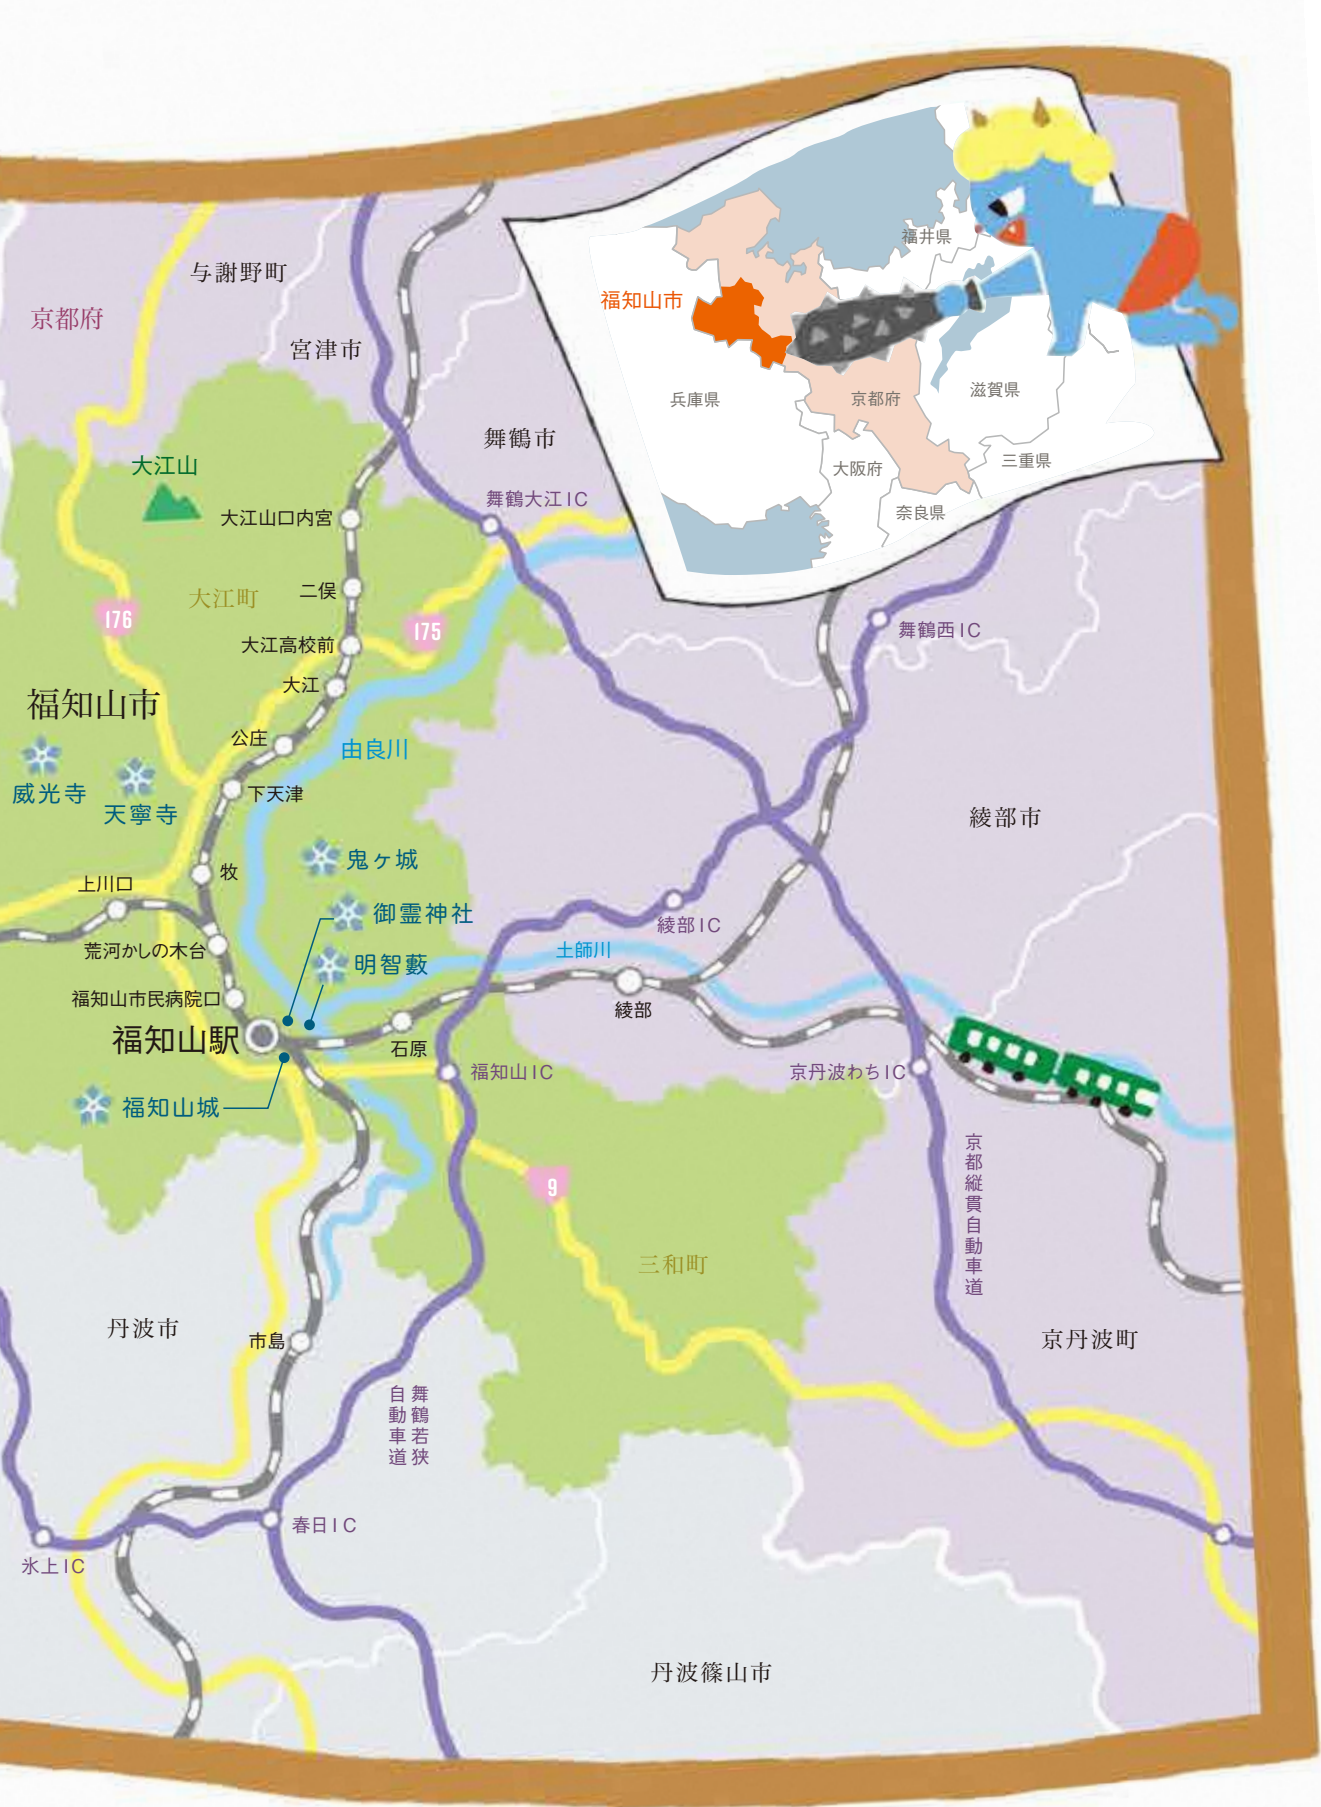 福井県
福知山市
兵庫県
京都府
滋賀県
大阪府
三重県
奈良県
与謝野町
京都府
宮津市
舞鶴市
大江山
舞鶴大江IC
大江山口内宮
二俣
大江町
176
175
大江高校前
舞鶴西IC
大江
福知山市
公庄
由良川
威光寺
天寧寺
下天津
綾部市
鬼ヶ城
牧
上川口
御霊神社
綾部IC
荒河かしの木台
明智藪
土師川
福知山市民病院口
綾部
福知山駅
石原
福知山IC
京丹波わちIC
福知山城
京都縦貫自動車道
9
三和町
丹波市
市島
京丹波町
舞鶴若狭
自動車道
春日IC
氷上IC
丹波篠山市